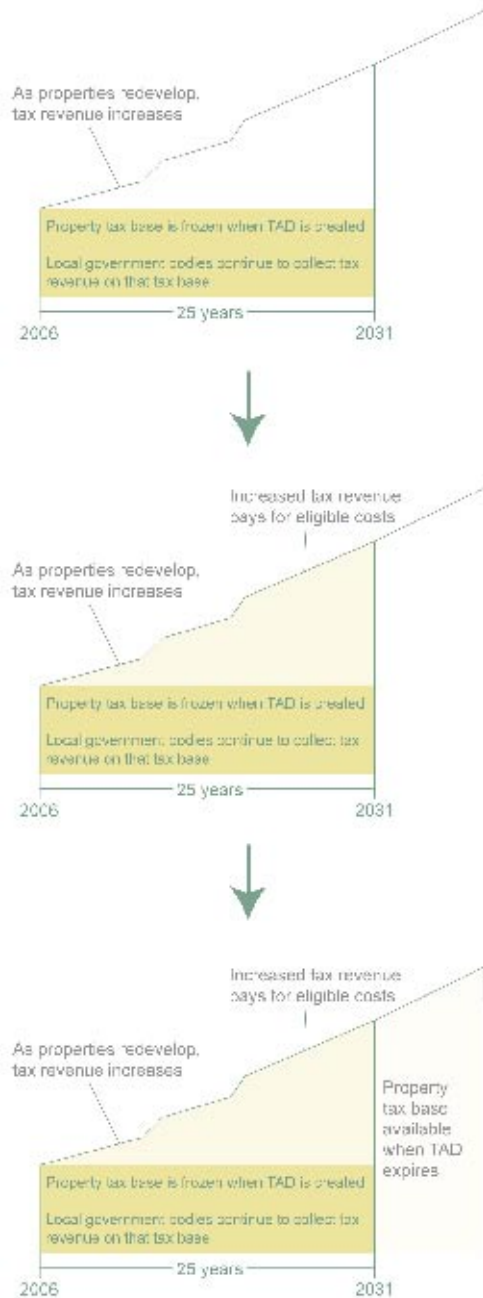 As properties redevelop,
tax revenue increases
Property tax base is frozen when TAD is created
Local government bodies continue to collect tax
revenue on that tax base
25 years
2006
2031
Increased tax revenue
pays for eligible costs
As properties redevelop,
tax revenue increases
Property tax base is frozen when TAD is created
Local government bodies continue to collect tax
revenue on that tax base
25 years
2006
2031
Increased tax revenue
pays for eligible costs
As properties redevelop,
tax revenue increases
Property
tax base
available
when TAD
expires
Property tax base is frozen when TAD is created
Local government bodies continue to collect tax
revenue on that tax base
25 years
2006
2031